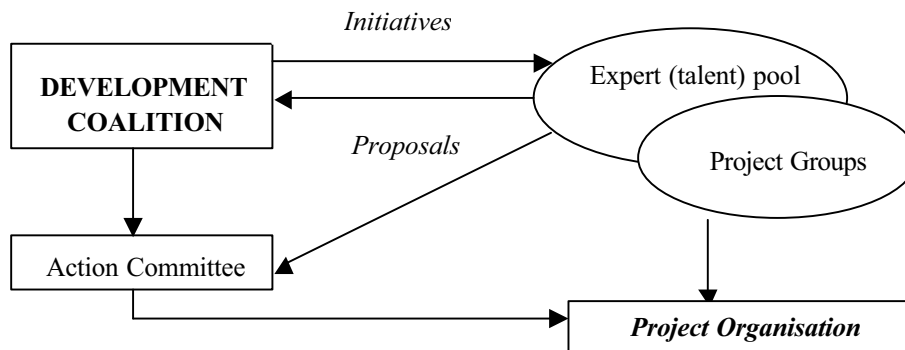 Initiatives
DEVELOPMENT
COALITION
Expert (talent) pool
Proposals
Project Groups
Action Committee
Project Organisation